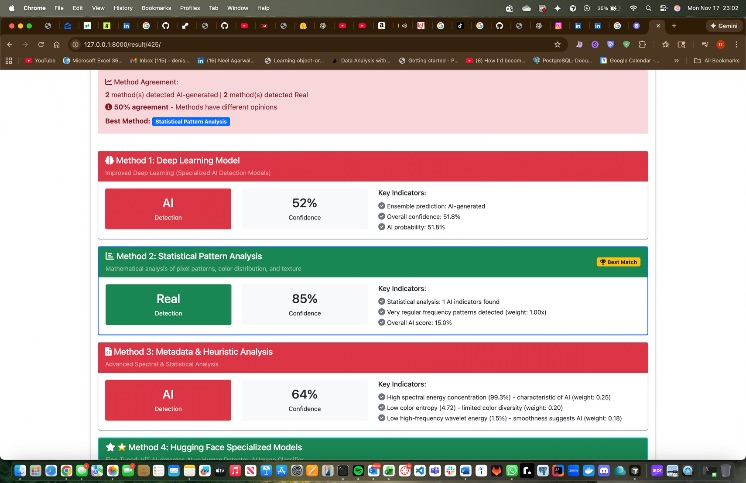 Chrome File Edit View History Bookmarks Profiles Tab Window Help
35% Mon Nov 17 23:02
Gemini
127.0.0.1:8000/result/426/
YouTube Microsoft Excel 36... Inbox (115) - denis... (16) Neel Agarwal... Learning object-or... Data Analysis with... Getting started - P... (6) How I'd becom... PostgreSQL: Docu... Google Calendar -... All Bookmarks
Method Agreement:
2 method(s) detected AI-generated | 2 method(s) detected Real
50% agreement - Methods have different opinions
Best Method: Statistical Pattern Analysis
Method 1: Deep Learning Model
Improved Deep Learning (Specialized AI Detection Models)
AI
Detection
52%
Confidence
Key Indicators:
Ensemble prediction: AI-generated
Overall confidence: 51.8%
AI probability: 51.8%
Method 2: Statistical Pattern Analysis
Mathematical analysis of pixel patterns, color distribution, and texture
Best Match
Real
Detection
85%
Confidence
Key Indicators:
Statistical analysis: 1 AI indicators found
Very regular frequency patterns detected (weight: 1.00x)
Overall AI score: 15.0%
Method 3: Metadata & Heuristic Analysis
Advanced Spectral & Statistical Analysis
AI
Detection
64%
Confidence
Key Indicators:
High spectral energy concentration (99.3%) - characteristic of AI (weight: 0.25)
Low color entropy (4.72) - limited color diversity (weight: 0.20)
Low high-frequency wavelet energy (1.5%) - smoothness suggests AI (weight: 0.18)
Method 4: Hugging Face Specialized Models